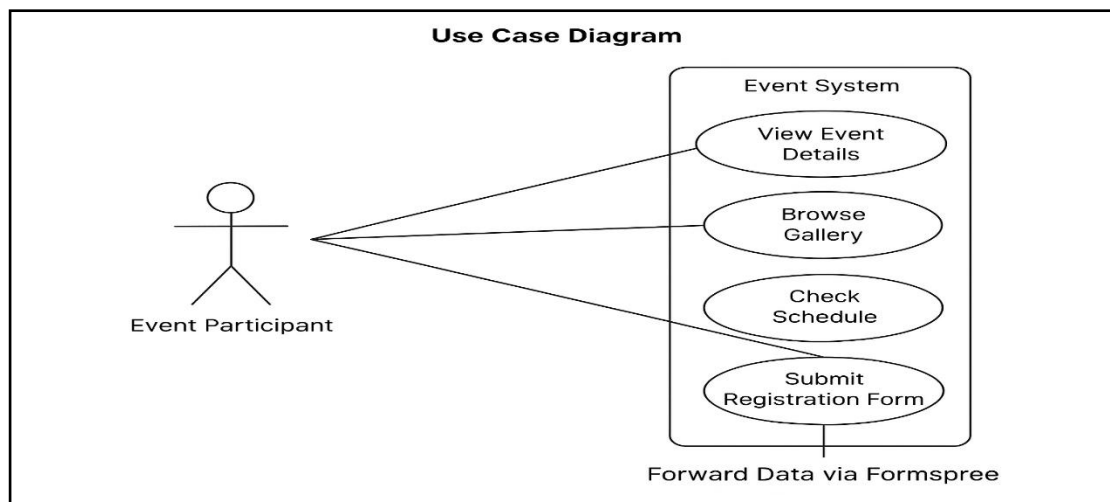 Use Case Diagram
Event System
View Event
Details
Browse
Gallery
Check
Schedule
Event Participant
Submit
Registration Form
Forward Data via Formspree